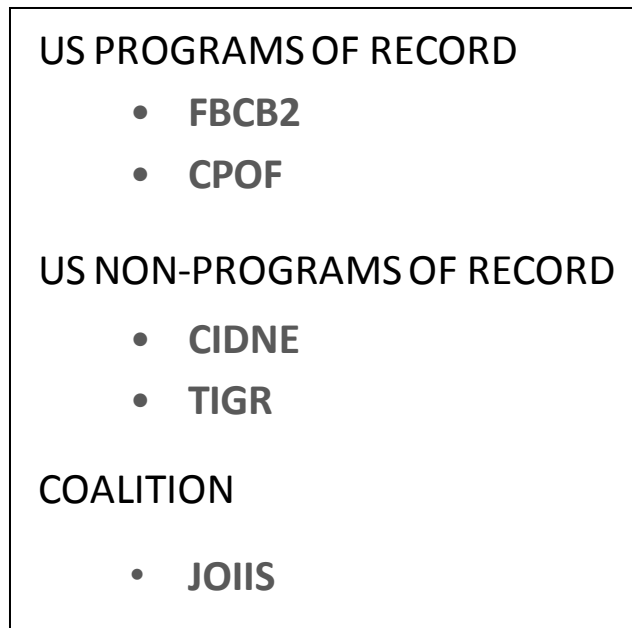 US PROGRAMS OF RECORD
• FBCB2
• CPOF
US NON-PROGRAMS OF RECORD
• CIDNE
• TIGR
COALITION
• JOIIS